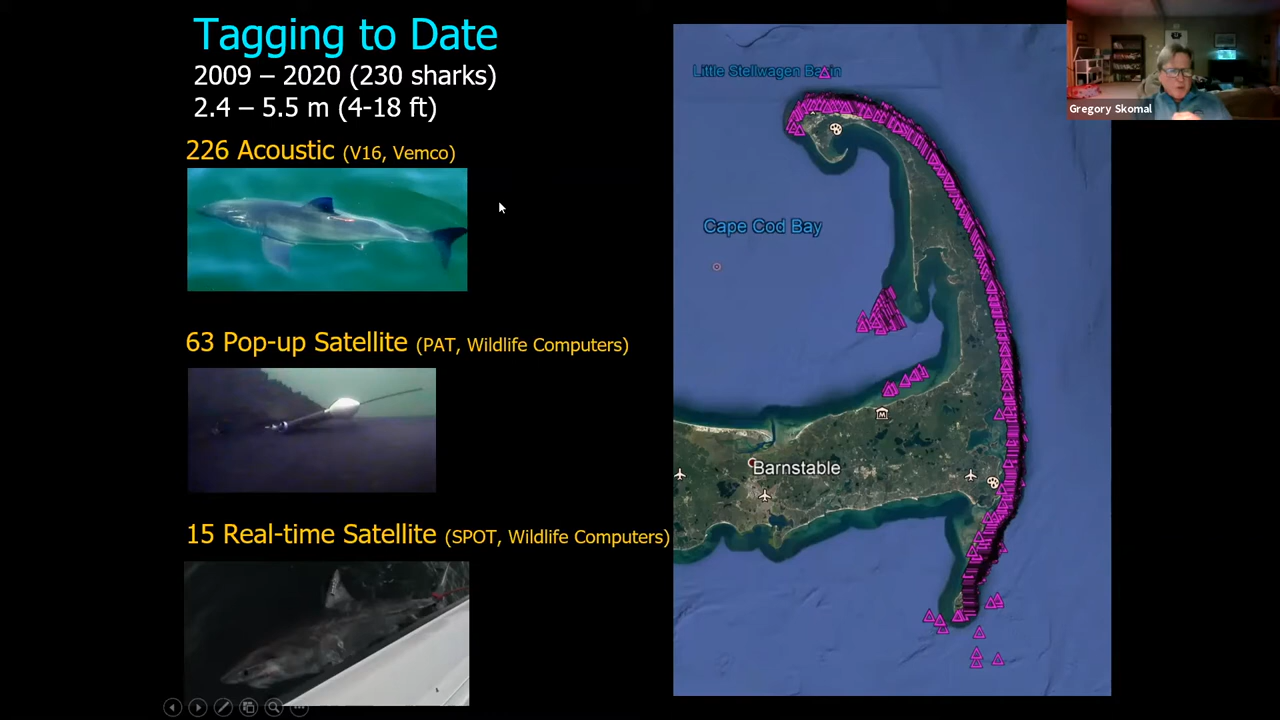 Tagging to Date
2009 – 2020 (230 sharks)
2.4 – 5.5 m (4-18 ft)
226 Acoustic (V16, Vemco)
63 Pop-up Satellite (PAT, Wildlife Computers)
15 Real-time Satellite (SPOT, Wildlife Computers)
Little Stellwagen Basin
Cape Cod Bay
Barnstable
Gregory Skomal